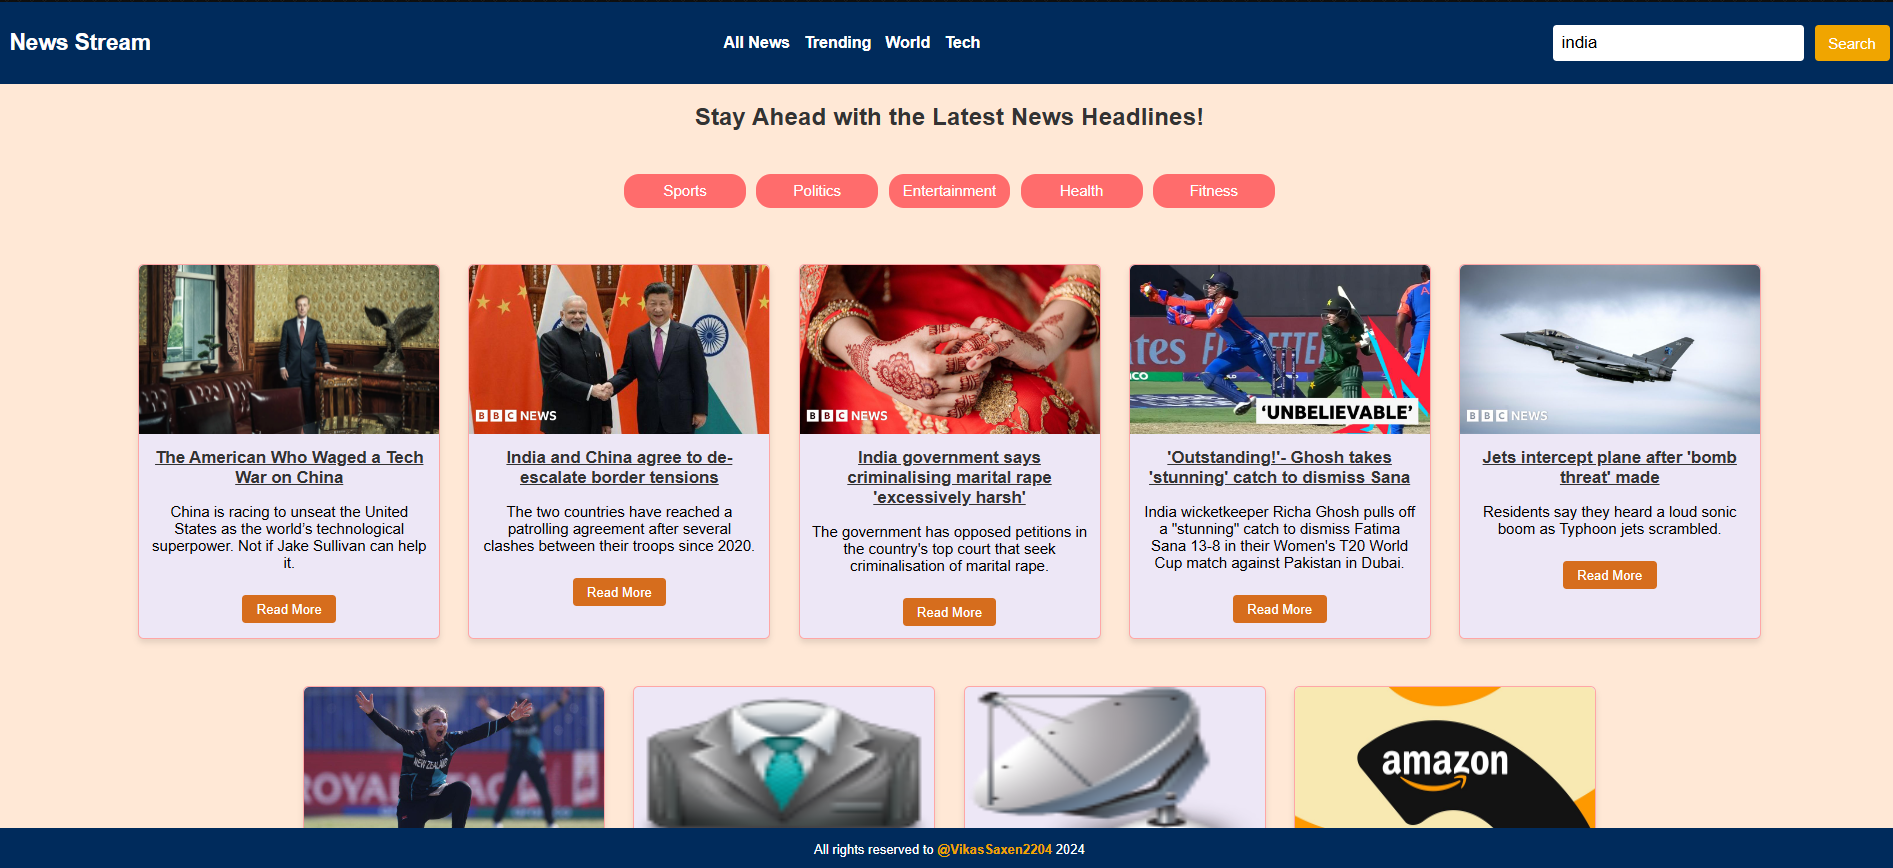 News Stream
All News Trending World Tech
india
Search
Stay Ahead with the Latest News Headlines!
Sports Politics Entertainment Health Fitness
The American Who Waged a Tech
War on China
China is racing to unseat the United
States as the world’s technological
superpower. Not if Jake Sullivan can help
it.
Read More
BBC NEWS
India and China agree to de-
escalate border tensions
The two countries have reached a
patrolling agreement after several
clashes between their troops since 2020.
Read More
BBC NEWS
India government says
criminalising marital rape
'excessively harsh'
The government has opposed petitions in
the country's top court that seek
criminalisation of marital rape.
Read More
‘UNBELIEVABLE’
'Outstanding!'- Ghosh takes
'stunning' catch to dismiss Sana
India wicketkeeper Richa Ghosh pulls off
a "stunning" catch to dismiss Fatima
Sana 13-8 in their Women's T20 World
Cup match against Pakistan in Dubai.
Read More
BBC NEWS
Jets intercept plane after 'bomb
threat' made
Residents say they heard a loud sonic
boom as Typhoon jets scrambled.
Read More
NEW ZEALAND
amazon
All rights reserved to @VikasSaxen2204 2024